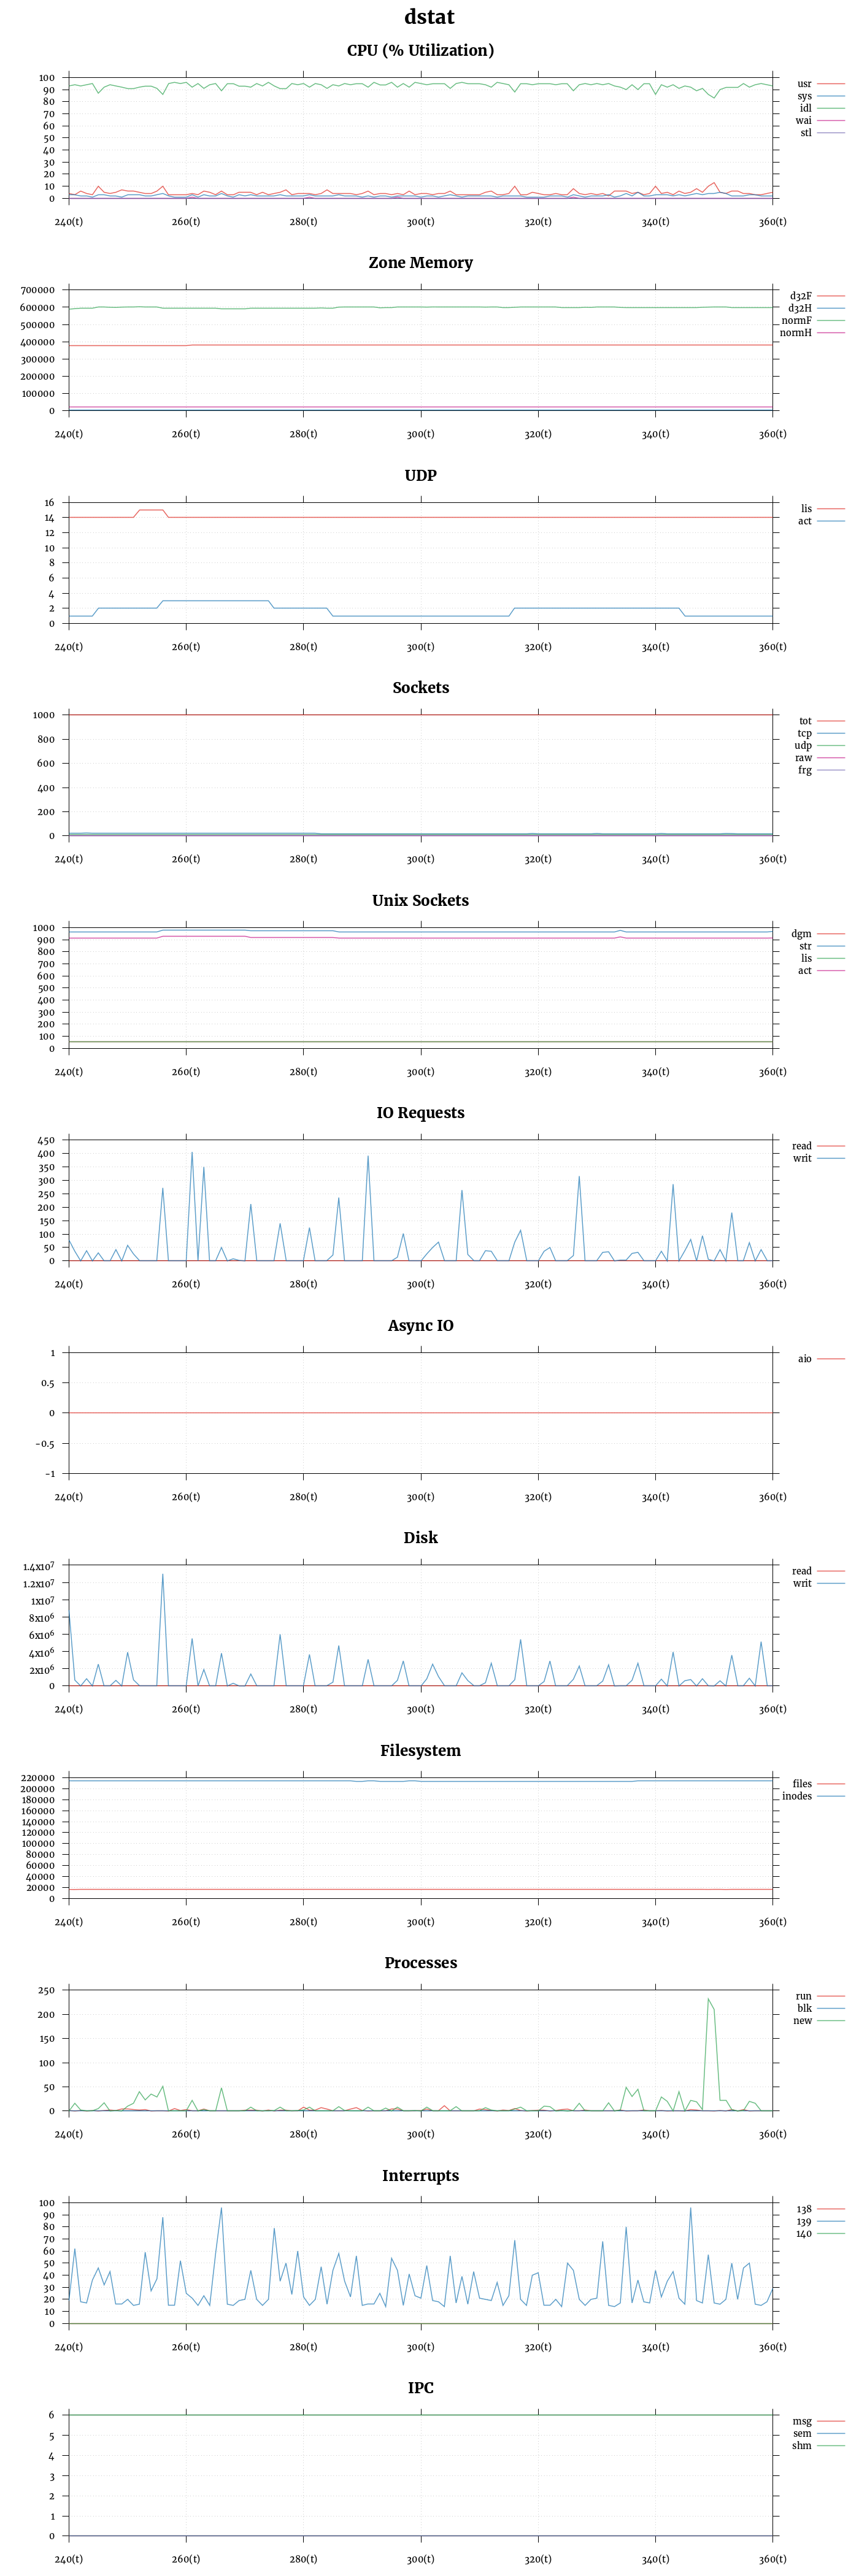 dstat
CPU (% Utilization)
100
90
80
70
60
50
40
30
20
10
0
240(t) 260(t) 280(t) 300(t) 320(t) 340(t) 360(t)
usr
sys
idl
wai
stl
Zone Memory
700000
600000
500000
400000
300000
200000
100000
0
240(t) 260(t) 280(t) 300(t) 320(t) 340(t) 360(t)
d32F
d32H
normF
normH
UDP
16
14
12
10
8
6
4
2
0
240(t) 260(t) 280(t) 300(t) 320(t) 340(t) 360(t)
lis
act
Sockets
1000
800
600
400
200
0
240(t) 260(t) 280(t) 300(t) 320(t) 340(t) 360(t)
tot
tcp
udp
raw
frg
Unix Sockets
1000
900
800
700
600
500
400
300
200
100
0
240(t) 260(t) 280(t) 300(t) 320(t) 340(t) 360(t)
dgm
str
lis
act
IO Requests
450
400
350
300
250
200
150
100
50
0
240(t) 260(t) 280(t) 300(t) 320(t) 340(t) 360(t)
read
writ
Async IO
1
0.5
0
-0.5
-1
240(t) 260(t) 280(t) 300(t) 320(t) 340(t) 360(t)
aio
Disk
1.4x10⁷
1.2x10⁷
1x10⁷
8x10⁶
6x10⁶
4x10⁶
2x10⁶
0
240(t) 260(t) 280(t) 300(t) 320(t) 340(t) 360(t)
read
writ
Filesystem
220000
200000
180000
160000
140000
120000
100000
80000
60000
40000
20000
0
240(t) 260(t) 280(t) 300(t) 320(t) 340(t) 360(t)
files
inodes
Processes
250
200
150
100
50
0
240(t) 260(t) 280(t) 300(t) 320(t) 340(t) 360(t)
run
blk
new
Interrupts
100
90
80
70
60
50
40
30
20
10
0
240(t) 260(t) 280(t) 300(t) 320(t) 340(t) 360(t)
138
139
140
IPC
6
5
4
3
2
1
0
240(t) 260(t) 280(t) 300(t) 320(t) 340(t) 360(t)
msg
sem
shm